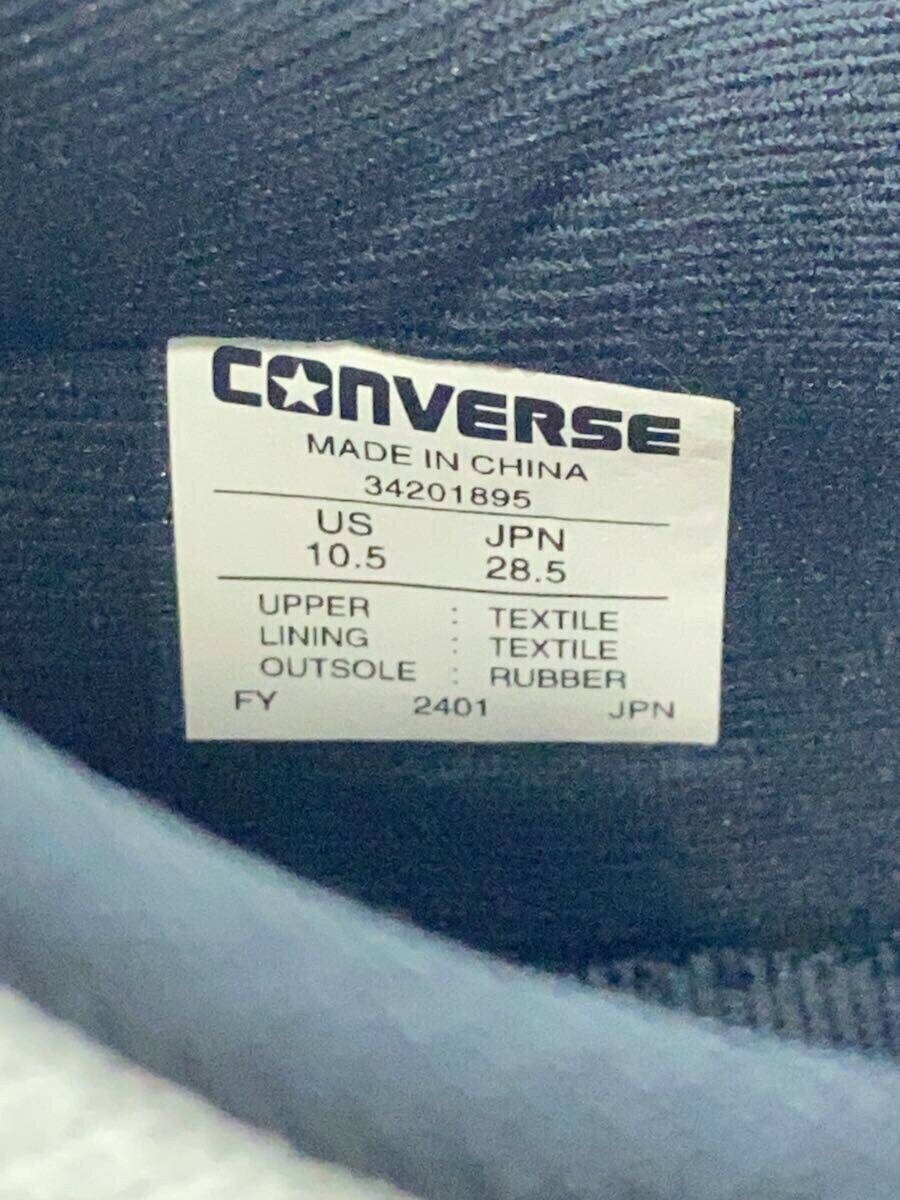 CONVERSE
MADE IN CHINA
34201895
US JPN
10.5 28.5
UPPER : TEXTILE
LINING : TEXTILE
OUTSOLE : RUBBER
FY 2401 JPN